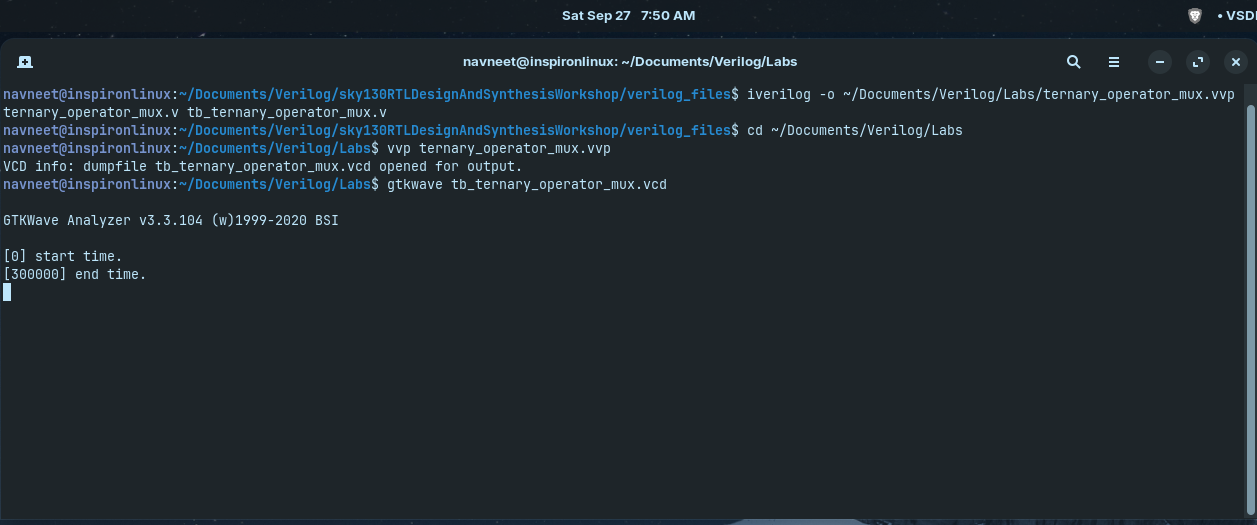 Sat Sep 27 7:50 AM
• VSD
navneet@inspironlinux: ~/Documents/Verilog/Labs
navneet@inspironlinux:~/Documents/Verilog/sky130RTLDesignAndSynthesisWorkshop/verilog_files$ iverilog -o ~/Documents/Verilog/Labs/ternary_operator_mux.vvp
ternary_operator_mux.v tb_ternary_operator_mux.v
navneet@inspironlinux:~/Documents/Verilog/sky130RTLDesignAndSynthesisWorkshop/verilog_files$ cd ~/Documents/Verilog/Labs
navneet@inspironlinux:~/Documents/Verilog/Labs$ vvp ternary_operator_mux.vvp
VCD info: dumpfile tb_ternary_operator_mux.vcd opened for output.
navneet@inspironlinux:~/Documents/Verilog/Labs$ gtkwave tb_ternary_operator_mux.vcd
GTKWave Analyzer v3.3.104 (w)1999-2020 BSI
[0] start time.
[300000] end time.